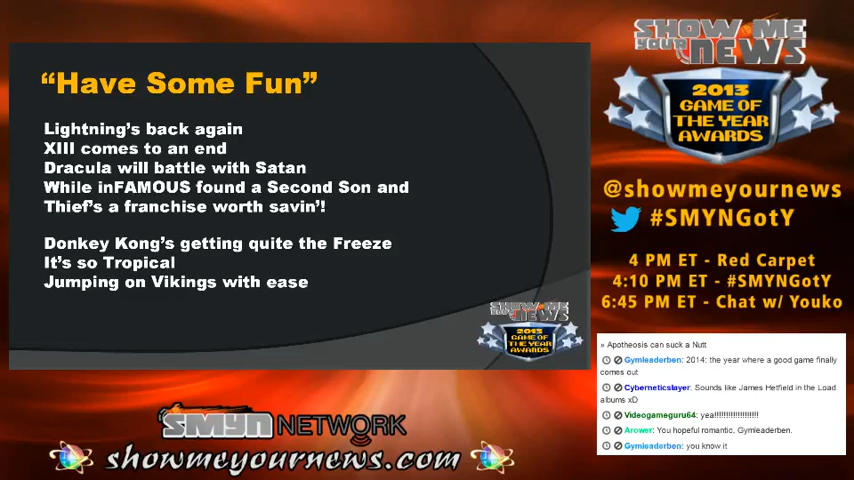 “Have Some Fun”
Lightning’s back again
XIII comes to an end
Dracula will battle with Satan
While inFAMOUS found a Second Son and
Thief’s a franchise worth savin’!
Donkey Kong’s getting quite the Freeze
It’s so Tropical
Jumping on Vikings with ease
SHOW ME
YOUR NEWS
2013
GAME OF
THE YEAR
AWARDS
SHOW ME
YOUR NEWS
2013
GAME OF
THE YEAR
AWARDS
@showmeyournews
#SMYNGotY
4 PM ET - Red Carpet
4:10 PM ET - #SMYNGotY
6:45 PM ET - Chat w/ Youko
» Apotheosis can suck a Nutt
Gymleaderben: 2014: the year where a good game finally
comes out
Cyberneticslayer: Sounds like James Hetfield in the Load
albums xD
Videogameguru64: yea!!!!!!!!!!!!!!!!!!!!
Arower: You hopeful romantic, Gymleaderben.
Gymleaderben: you know it
SMYN NETWORK
showmeyournews.com